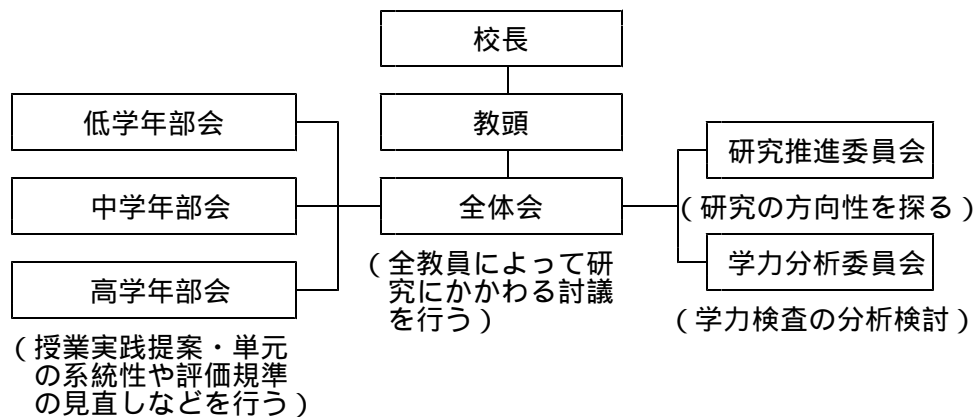 校長
教頭
全体会
(全教員によって研
究にかかわる討議
を行う)
低学年部会
中学年部会
高学年部会
(授業実践提案・単元
の系統性や評価規準
の見直しなどを行う)
研究推進委員会
(研究の方向性を探る)
学力分析委員会
(学力検査の分析検討)